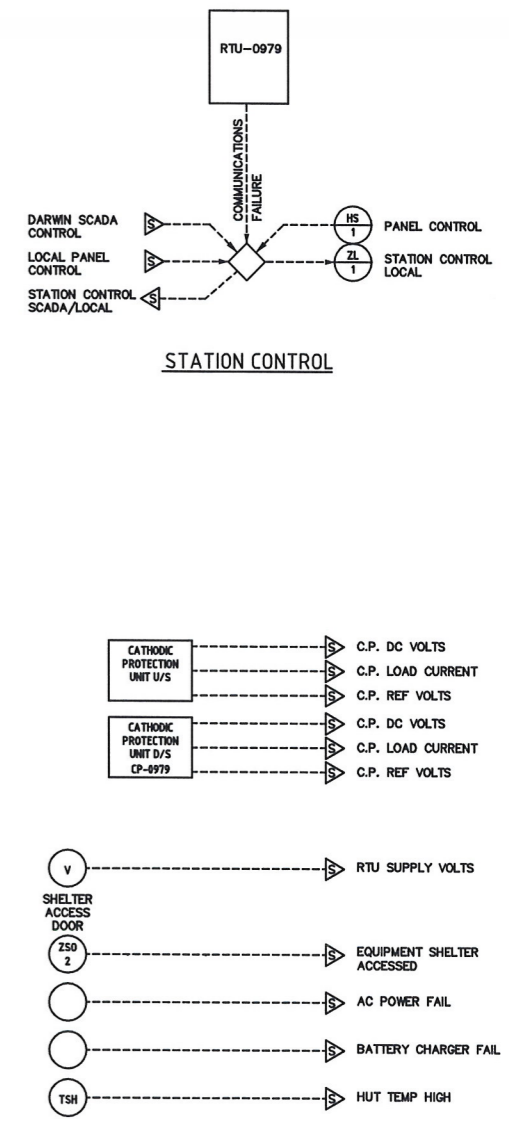 RTU-0979
COMMUNICATIONS
FAILURE
DARWIN SCADA
CONTROL
S
HS
1
PANEL CONTROL
LOCAL PANEL
CONTROL
S
ZL
1
STATION CONTROL
LOCAL
STATION CONTROL
SCADA/LOCAL
S
STATION CONTROL
CATHODIC
PROTECTION
UNIT U/S
S C.P. DC VOLTS
S C.P. LOAD CURRENT
S C.P. REF VOLTS
CATHODIC
PROTECTION
UNIT D/S
CP-0979
S C.P. DC VOLTS
S C.P. LOAD CURRENT
S C.P. REF VOLTS
V
S RTU SUPPLY VOLTS
SHELTER
ACCESS
DOOR
ZSO
2
S EQUIPMENT SHELTER
ACCESSED
S AC POWER FAIL
S BATTERY CHARGER FAIL
TSH
S HUT TEMP HIGH